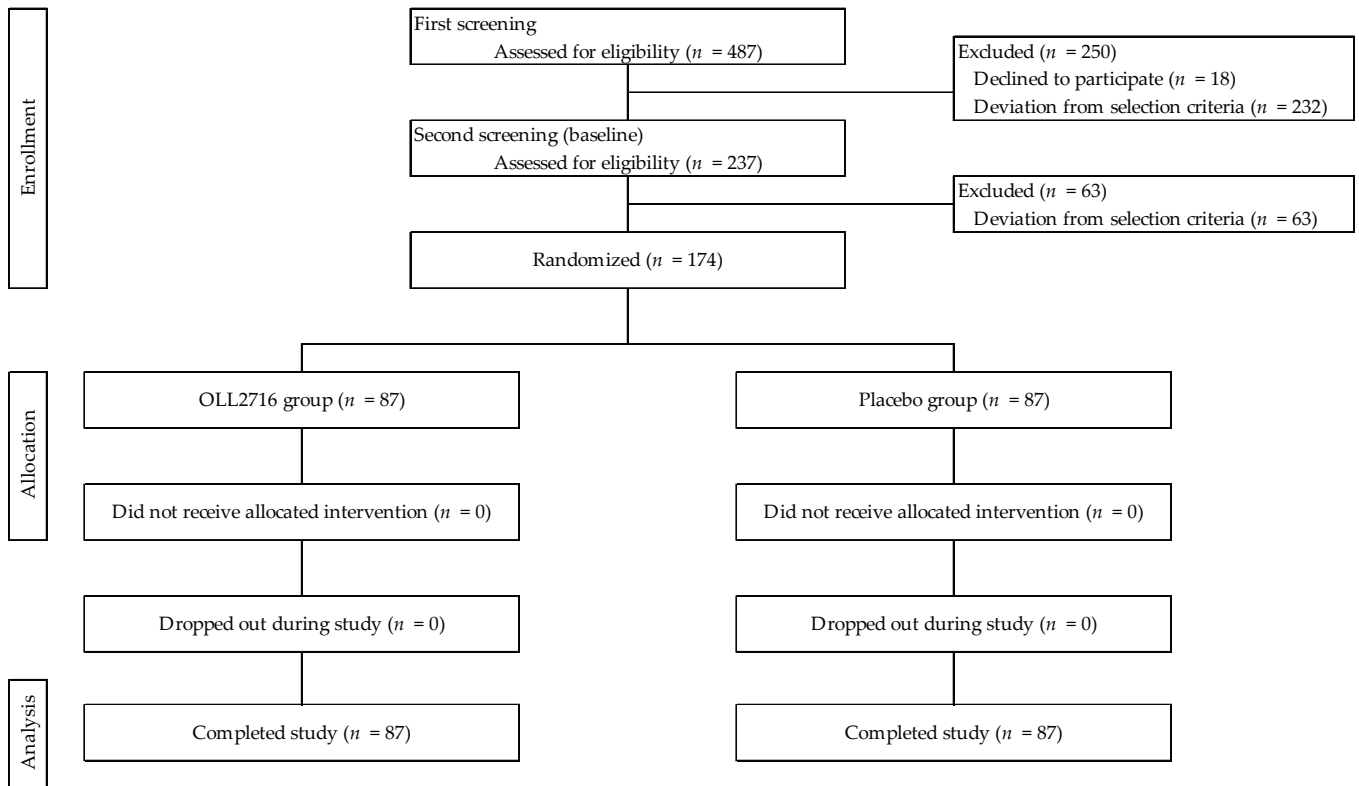 Enrollment
First screening
Assessed for eligibility (n = 487)
Excluded (n = 250)
Declined to participate (n = 18)
Deviation from selection criteria (n = 232)
Second screening (baseline)
Assessed for eligibility (n = 237)
Excluded (n = 63)
Deviation from selection criteria (n = 63)
Randomized (n = 174)
Allocation
OLL2716 group (n = 87)
Placebo group (n = 87)
Did not receive allocated intervention (n = 0)
Did not receive allocated intervention (n = 0)
Dropped out during study (n = 0)
Dropped out during study (n = 0)
Analysis
Completed study (n = 87)
Completed study (n = 87)